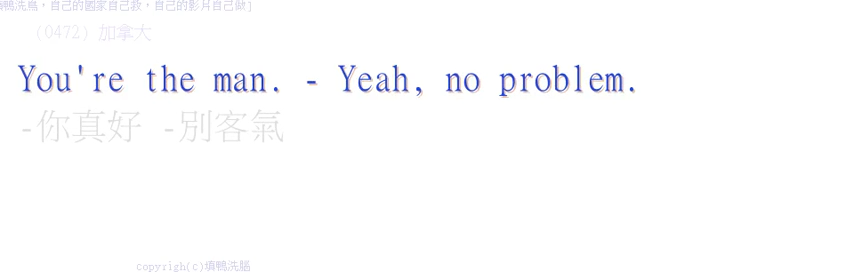 鴨洗鳥，自己的國家自己救，自己的影片自己做]
(0472) 加拿大
You're the man. - Yeah, no problem.
-你真好 -別客氣
copyrigh(c)填鴨洗腦